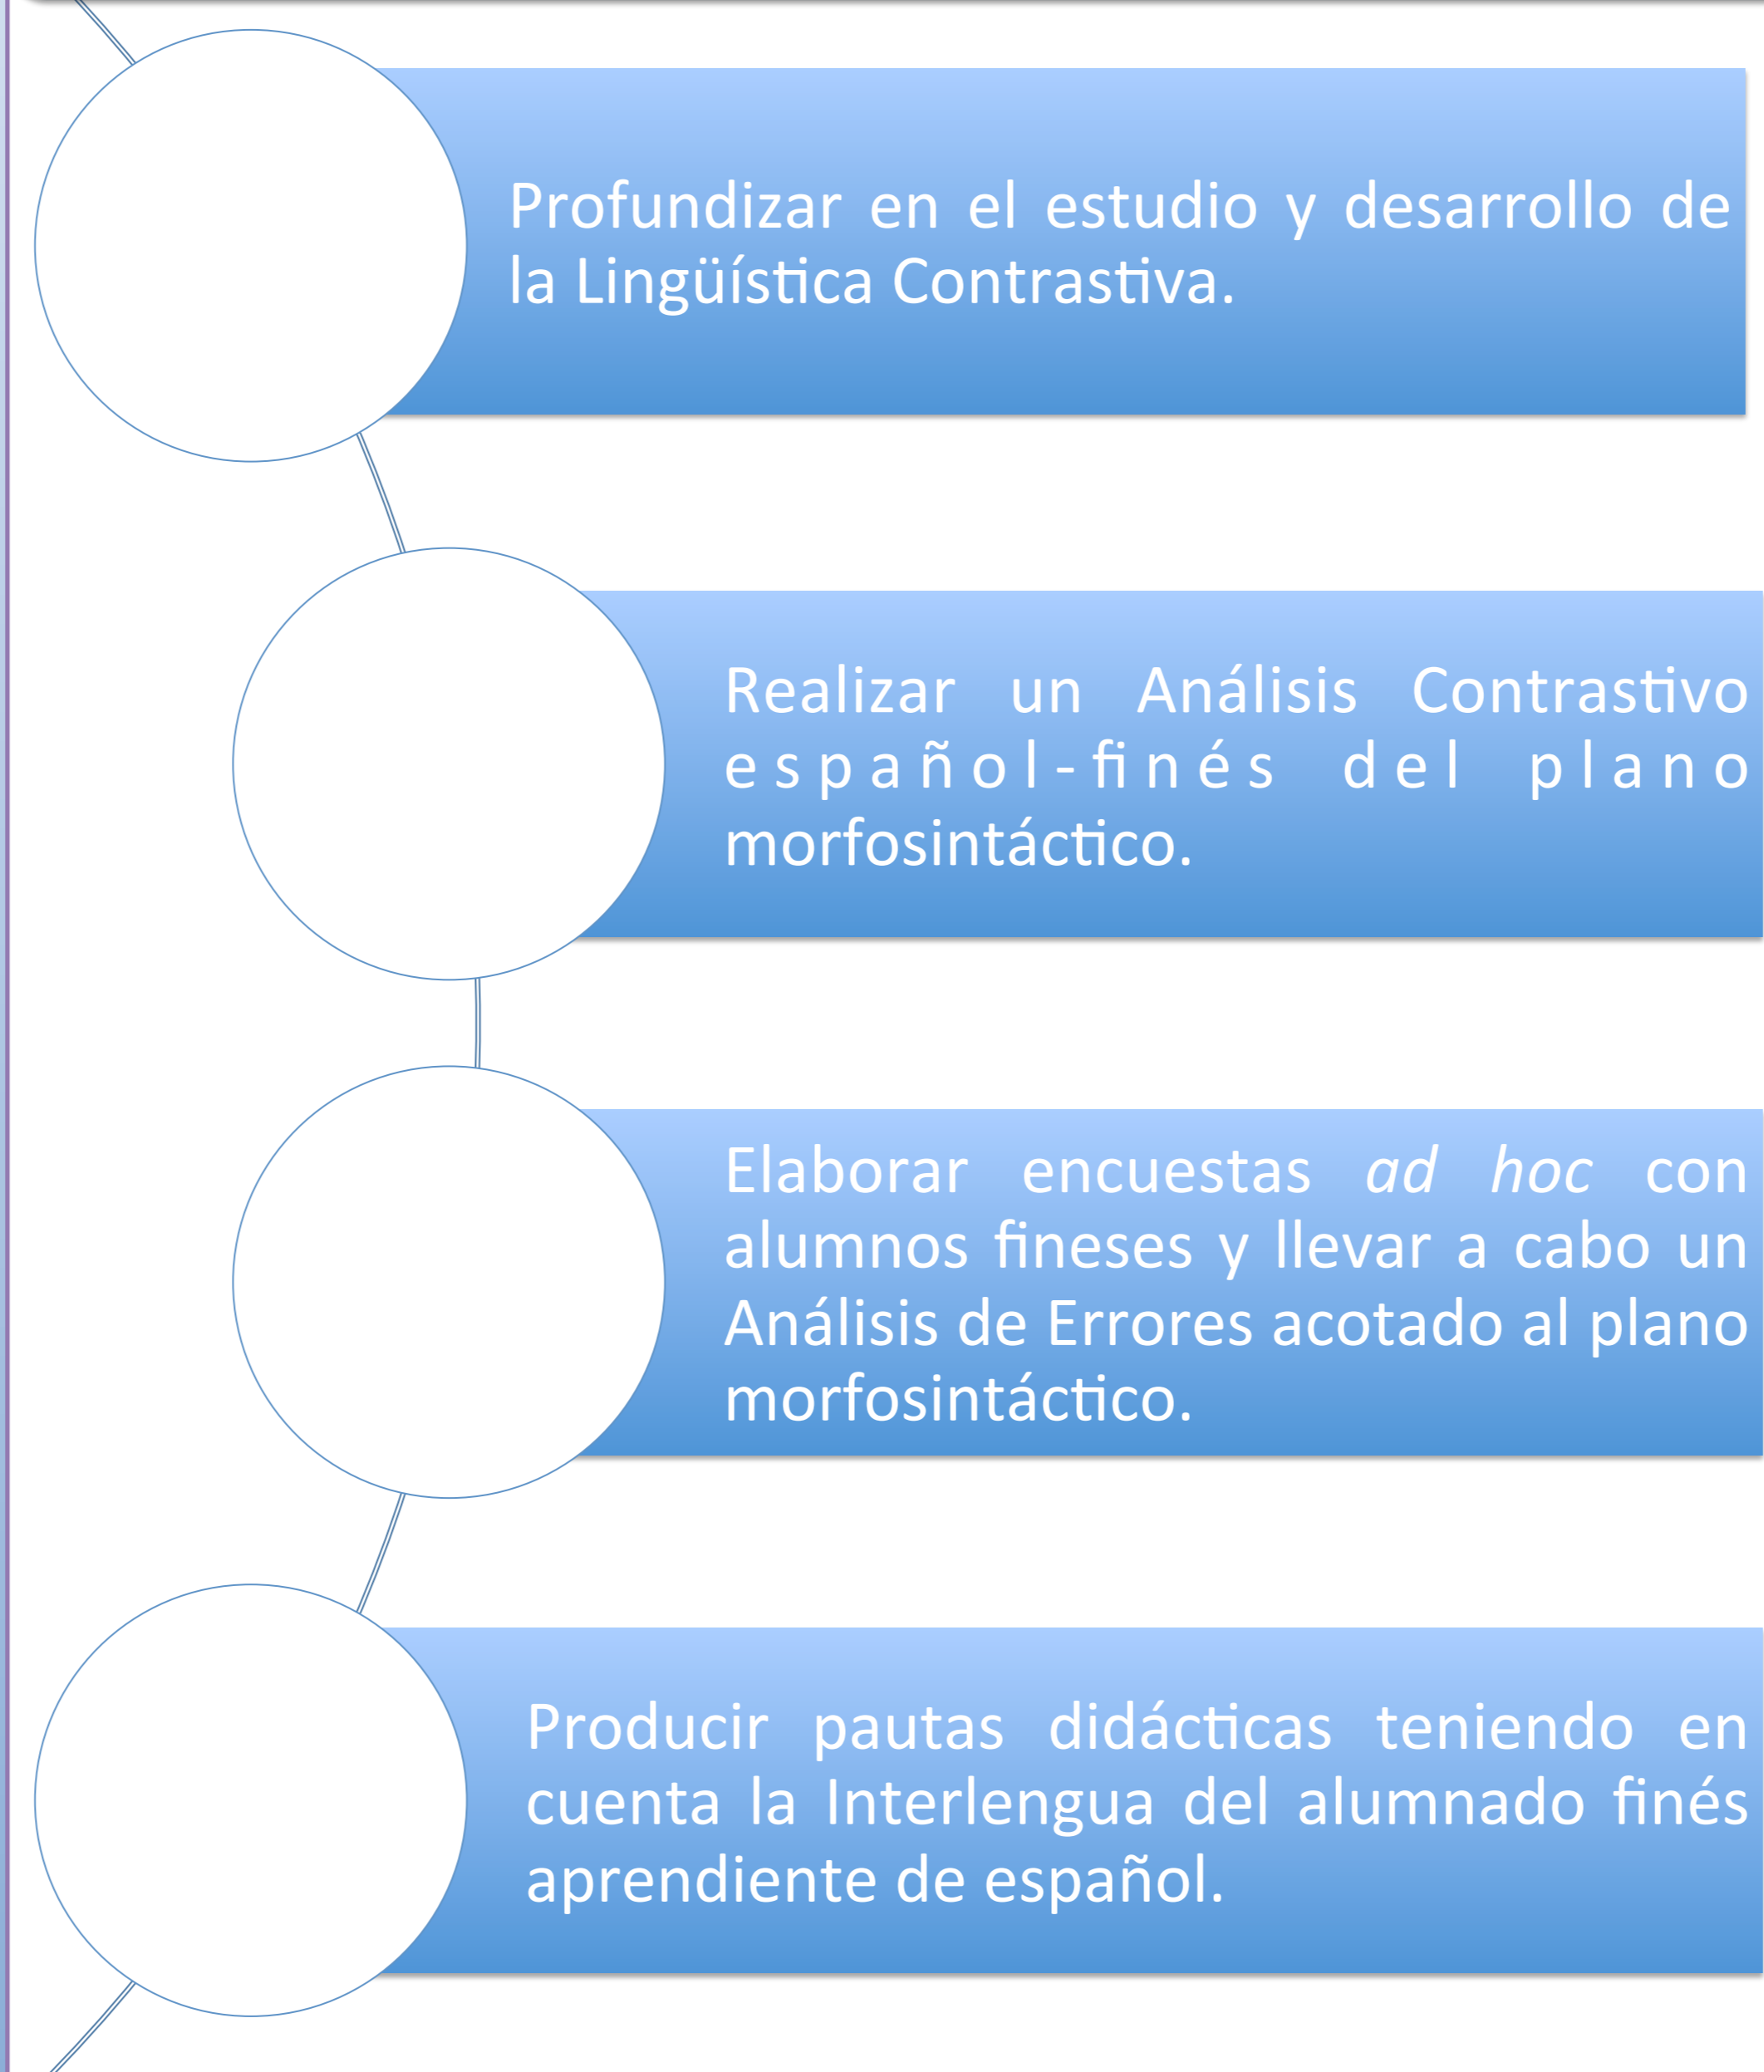 Profundizar en el estudio y desarrollo de
la Lingüística Contrastiva.
Realizar un Análisis Contrastivo
español-finés del plano
morfosintáctico.
Elaborar encuestas ad hoc con
alumnos fineses y llevar a cabo un
Análisis de Errores acotado al plano
morfosintáctico.
Producir pautas didácticas teniendo en
cuenta la Interlengua del alumnado finés
aprendiente de español.